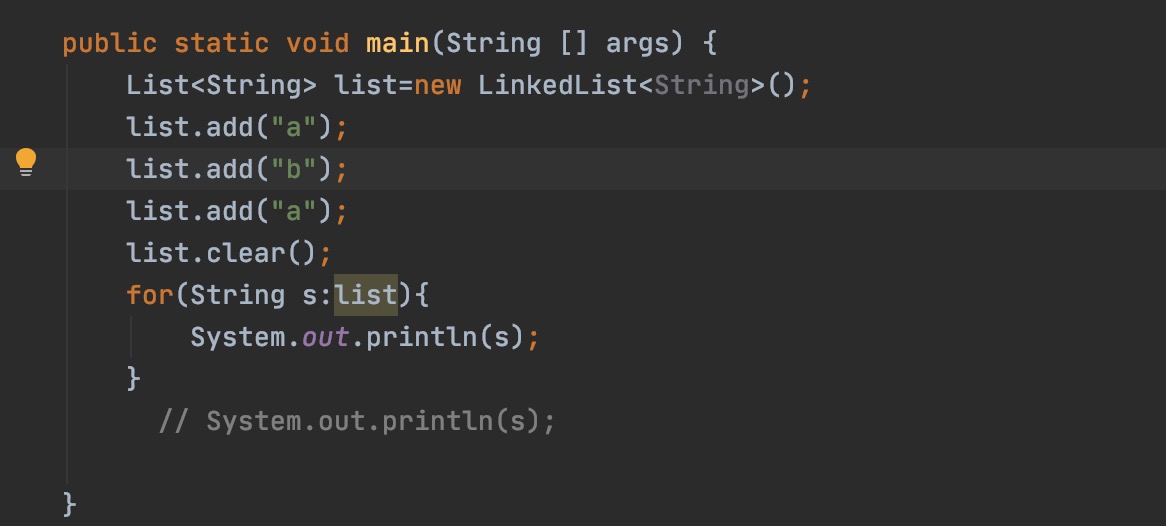 public static void main(String [] args) {
    List<String> list=new LinkedList<String>();
    list.add("a");
    list.add("b");
    list.add("a");
    list.clear();
    for(String s:list){
        System.out.println(s);
    }
      // System.out.println(s);
}